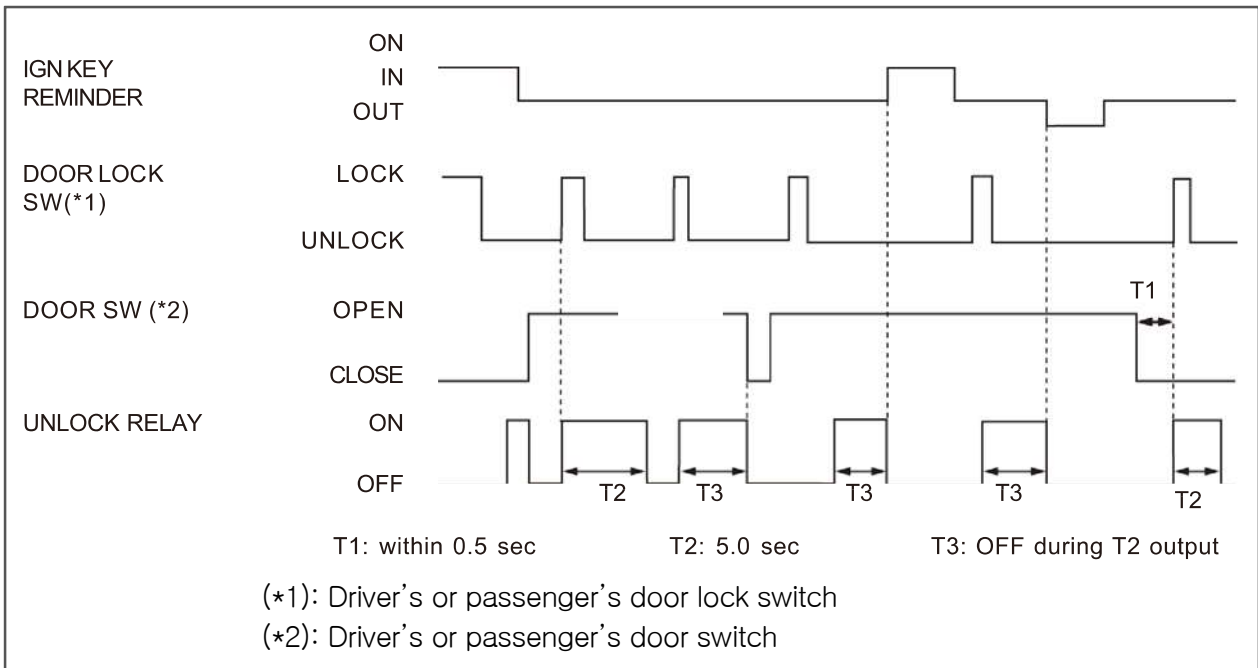 IGN KEY REMINDER
ON
IN
OUT
DOOR LOCK SW(*1)
LOCK
UNLOCK
DOOR SW (*2)
OPEN
CLOSE
T1
UNLOCK RELAY
ON
OFF
T2
T3
T3
T3
T2
T1: within 0.5 sec
T2: 5.0 sec
T3: OFF during T2 output
(*1): Driver's or passenger's door lock switch
(*2): Driver's or passenger's door switch